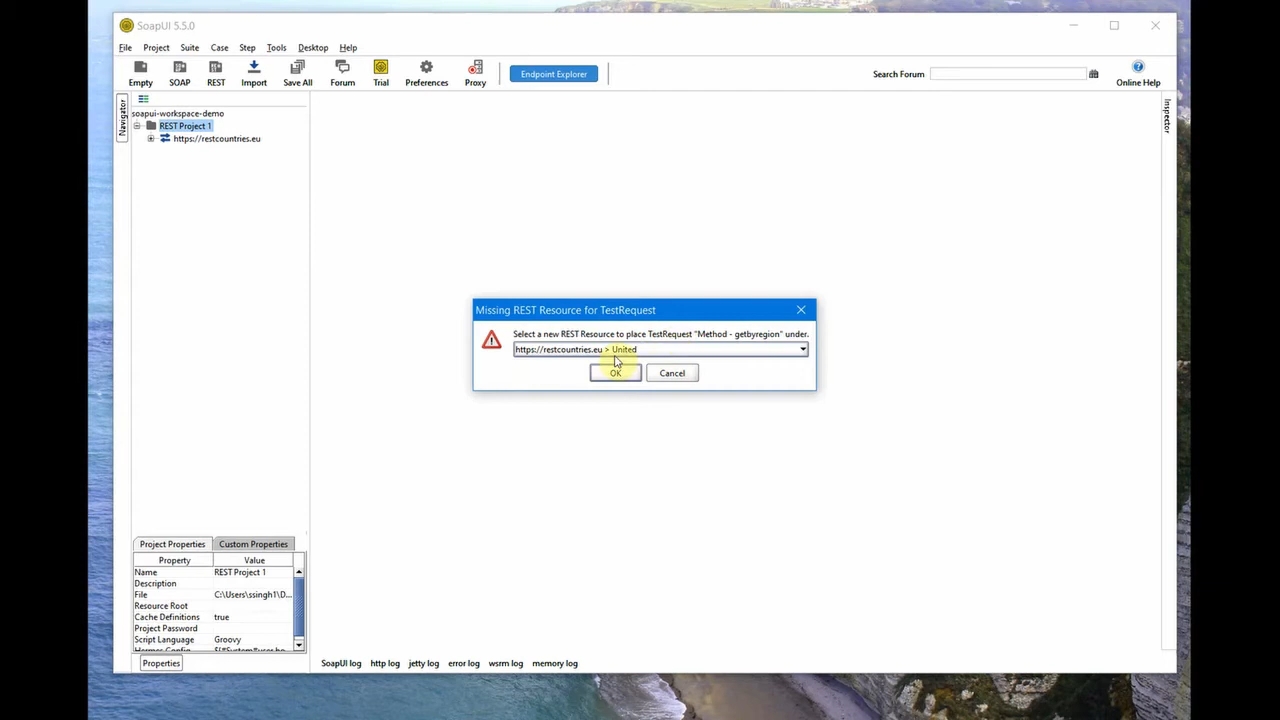 SoapUI 5.5.0
File Project Suite Case Step Tools Desktop Help
Empty SOAP REST Import Save All Forum Trial Preferences Proxy Endpoint Explorer Search Forum Online Help
Navigator
Inspector
soapui-workspace-demo
REST Project 1
https://restcountries.eu
Missing REST Resource for TestRequest
Select a new REST Resource to place TestRequest "Method - getbyregion" under.
https://restcountries.eu > United
OK Cancel
Project Properties Custom Properties
Property Value
Name REST Project 1
Description
File C:\Users\ssingh1\D...
Resource Root
Cache Definitions true
Project Password
Script Language Groovy
Properties
SoapUI log http log jetty log error log wsrm log memory log